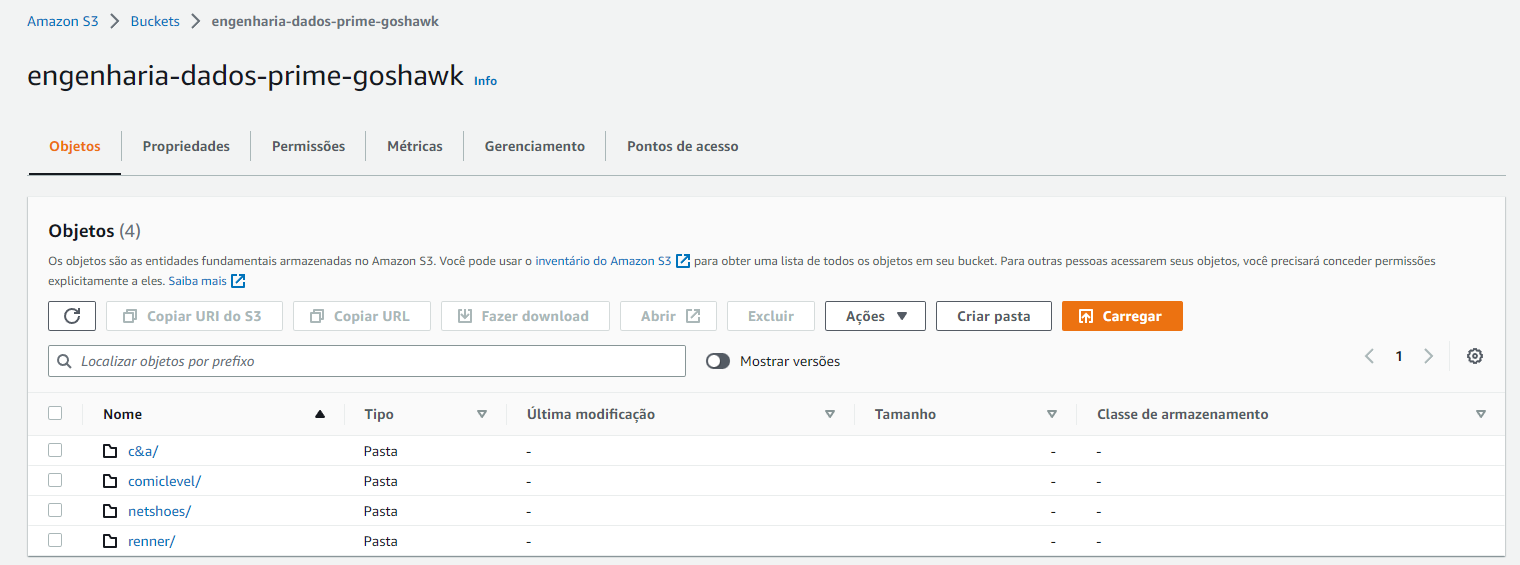 Amazon S3 > Buckets > engenharia-dados-prime-goshawk
engenharia-dados-prime-goshawk Info
Objetos Propriedades Permissões Métricas Gerenciamento Pontos de acesso
Objetos (4)
Os objetos são as entidades fundamentais armazenadas no Amazon S3. Você pode usar o inventário do Amazon S3 para obter uma lista de todos os objetos em seu bucket. Para outras pessoas acessarem seus objetos, você precisará conceder permissões
explicitamente a eles. Saiba mais
Copiar URI do S3 Copiar URL Fazer download Abrir Excluir Ações Criar pasta Carregar
Localizar objetos por prefixo Mostrar versões 1
Nome Tipo Última modificação Tamanho Classe de armazenamento
c&a/ Pasta - - -
comiclevel/ Pasta - - -
netshoes/ Pasta - - -
renner/ Pasta - - -